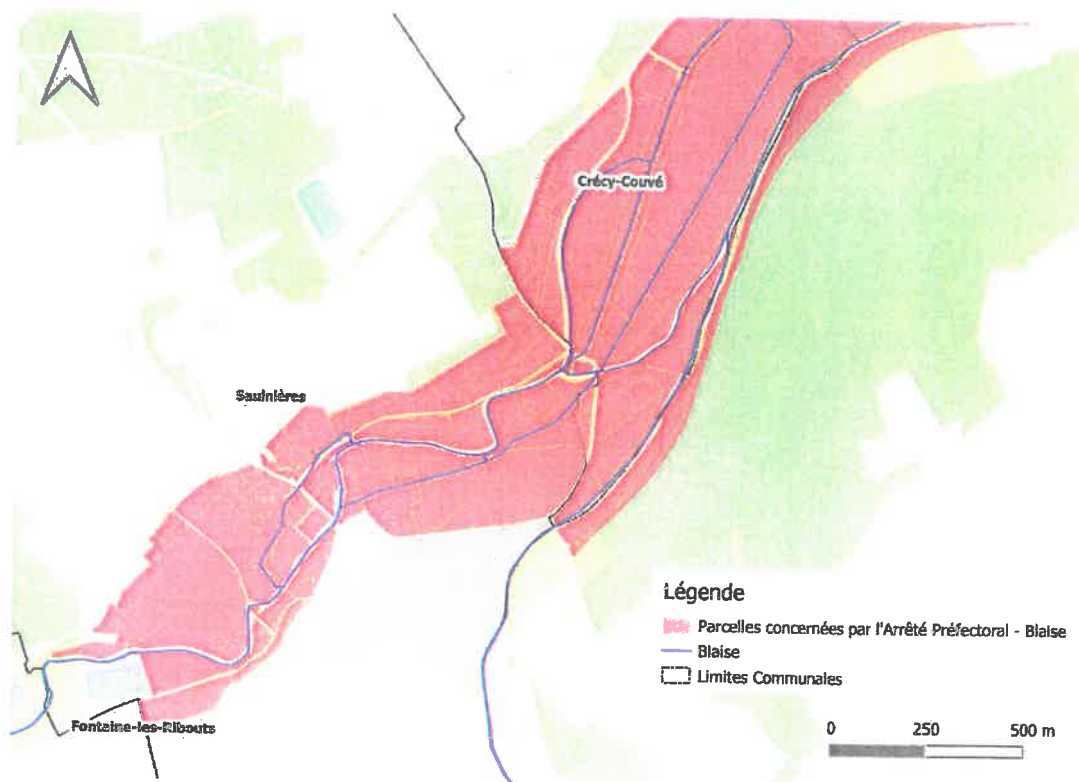 Crécy-Couvé
Saulnières
Fontaine-les-Ribouts
Légende
Parcelles concernées par l'Arrêté Préfectoral - Blaise
Blaise
Limites Communales
0 250 500 m